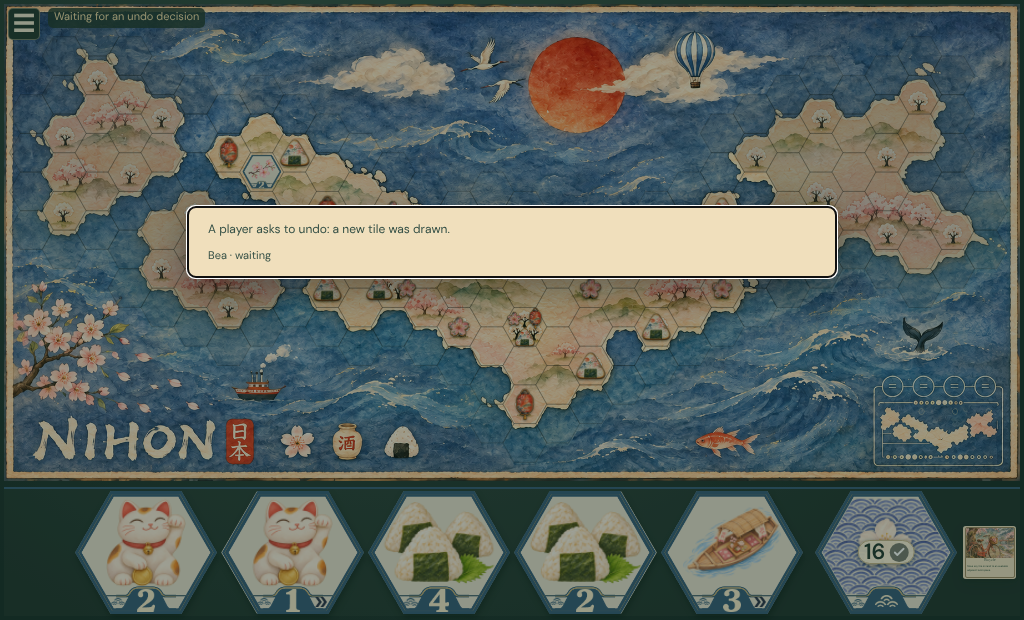 Waiting for an undo decision
A player asks to undo: a new tile was drawn.
Bea · waiting
2
NIHON 日本
酒
2
1
4
2
3
16